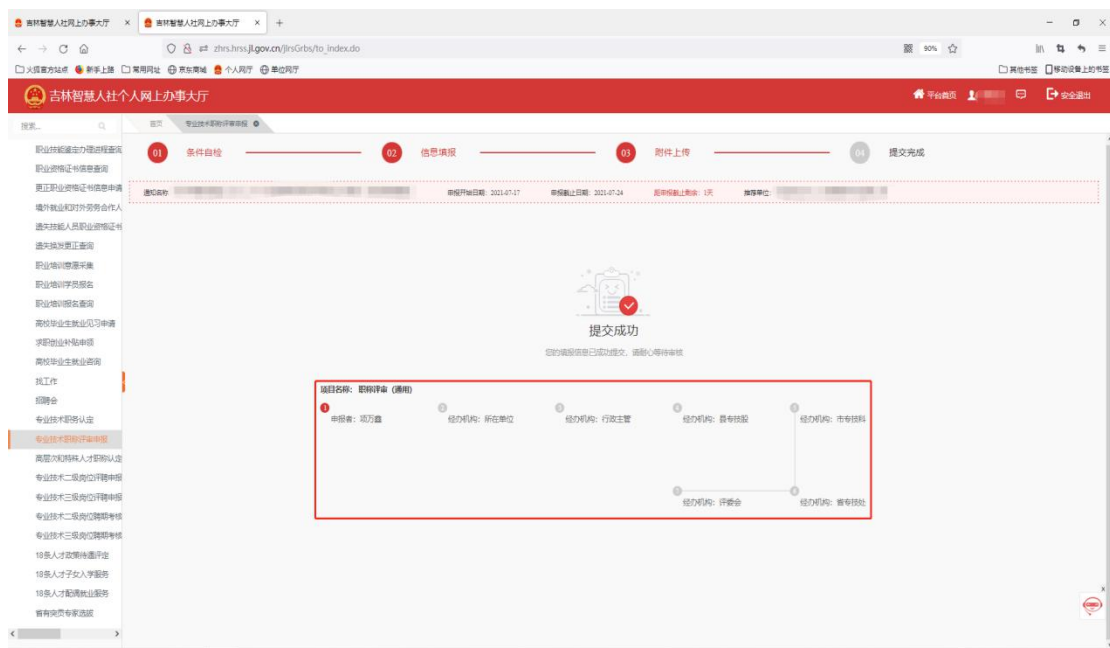 吉林智慧人社网上办事大厅 × 吉林智慧人社网上办事大厅 × +
zhrs.hrss.jl.gov.cn/jlrsGrbs/to_index.do 90%
火狐官方站点 新手上路 常用网址 京东商城 个人网厅 单位网厅 其他书签 移动设备上的书签
吉林智慧人社个人网上办事大厅 平台首页 安全退出
搜索... 首页 专业技术职称评审申报
01 条件自检 02 信息填报 03 附件上传 04 提交完成
通知名称: 申报开始日期: 2021-07-17 申报截止日期: 2021-07-24 距申报截止剩余: 1天 推荐单位:
职业技能鉴定办理进程查询
职业资格证书信息查询
更正职业资格证书信息申请
境外就业和对外劳务合作人
遗失技能人员职业资格证书
遗失换发更正查询
职业培训意愿采集
职业培训学员报名
职业培训报名查询
高校毕业生就业见习申请
求职创业补贴申领
高校毕业生就业咨询
找工作
招聘会
专业技术职务认定
专业技术职称评审申报
高层次和特殊人才职称认定
专业技术二级岗位评聘申报
专业技术三级岗位评聘申报
专业技术二级岗位聘期考核
专业技术三级岗位聘期考核
18条人才政策待遇评定
18条人才子女入学服务
18条人才配偶就业服务
省有突贡专家选拔
提交成功
您的填报信息已成功提交，请耐心等待审核
项目名称: 职称评审 (通用)
1 2 3 4 5
申报者: 项万鑫 经办机构: 所在单位 经办机构: 行政主管 经办机构: 县专技股 经办机构: 市专技科
7 6
经办机构: 评委会 经办机构: 省专技处